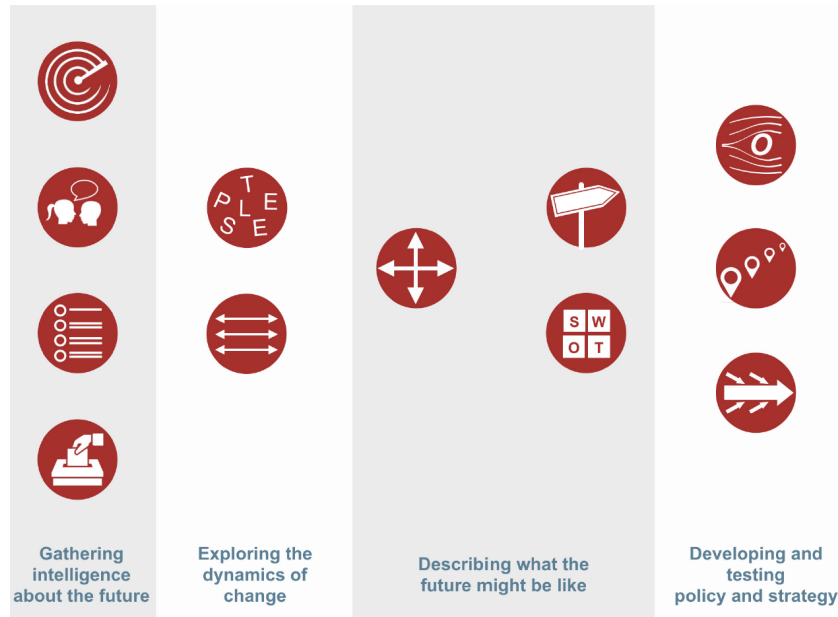 T
P
L
E
S
E
S
W
O
T
O
Gathering
intelligence
about the future
Exploring the
dynamics of
change
Describing what the
future might be like
Developing and
testing
policy and strategy